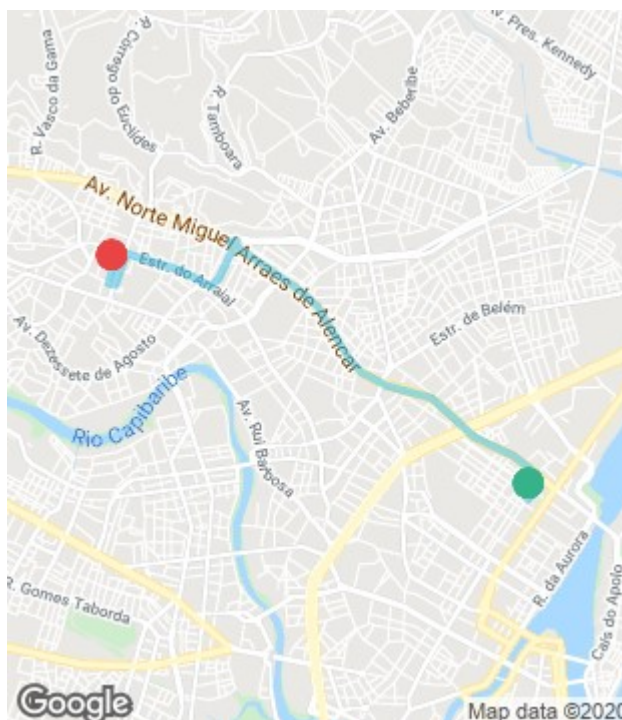 Av. Pres. Kennedy
R. Vasco da Gama
R. Córrego do Euclides
R. Tamboara
Av. Beberibe
Av. Norte Miguel Arraes de Alencar
Estr. do Arraial
Estr. de Belém
Av. Dezessete de Agosto
Rio Capibaribe
Av. Rui Barbosa
R. da Aurora
R. Gomes Taborda
Cais do Apolo
Google
Map data ©2020